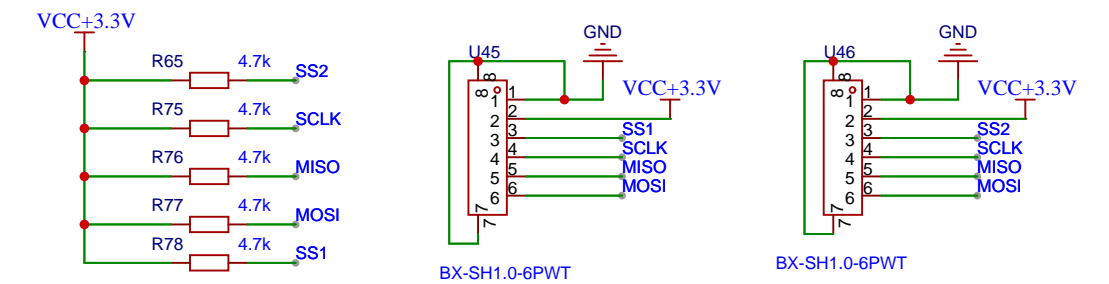 VCC+3.3V
R65 4.7k SS2
R75 4.7k SCLK
R76 4.7k MISO
R77 4.7k MOSI
R78 4.7k SS1
GND
U45
8
8
VCC+3.3V
1 1
2 2
3 3 SS1
4 4 SCLK
5 5 MISO
6 6 MOSI
7
7
BX-SH1.0-6PWT
GND
U46
8
8
VCC+3.3V
1 1
2 2
3 3 SS2
4 4 SCLK
5 5 MISO
6 6 MOSI
7
7
BX-SH1.0-6PWT